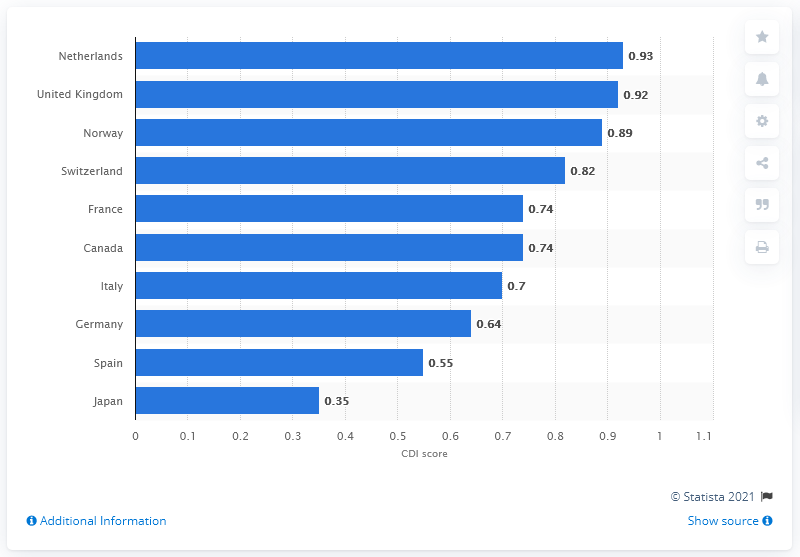 Netherlands 0.93
United Kingdom 0.92
Norway 0.89
Switzerland 0.82
France 0.74
Canada 0.74
Italy 0.7
Germany 0.64
Spain 0.55
Japan 0.35
0 0.1 0.2 0.3 0.4 0.5 0.6 0.7 0.8 0.9 1 1.1
CDI score
© Statista 2021
Additional Information Show source